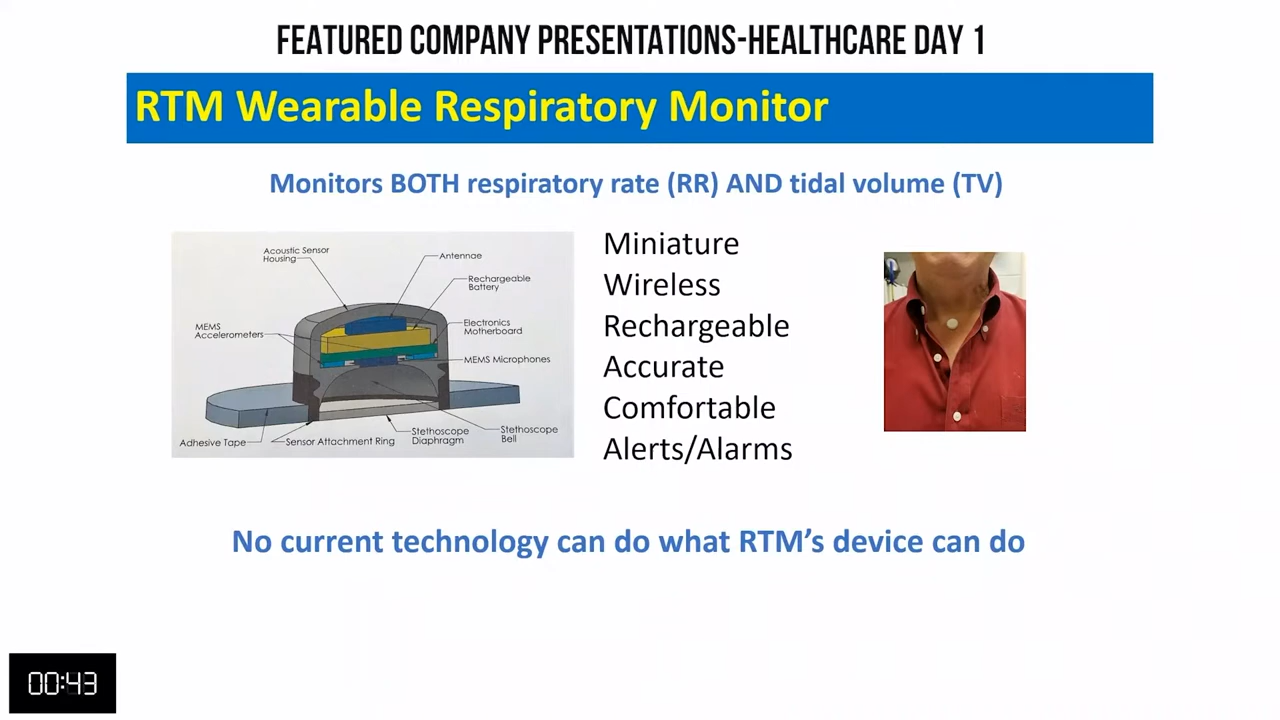 FEATURED COMPANY PRESENTATIONS-HEALTHCARE DAY 1
RTM Wearable Respiratory Monitor
Monitors BOTH respiratory rate (RR) AND tidal volume (TV)
Acoustic Sensor
Housing
Antennae
Rechargeable
Battery
MEMS
Accelerometers
Electronics
Motherboard
MEMS Microphones
Adhesive Tape
Sensor Attachment Ring
Stethoscope
Diaphragm
Stethoscope
Bell
Miniature
Wireless
Rechargeable
Accurate
Comfortable
Alerts/Alarms
No current technology can do what RTM’s device can do
00:43